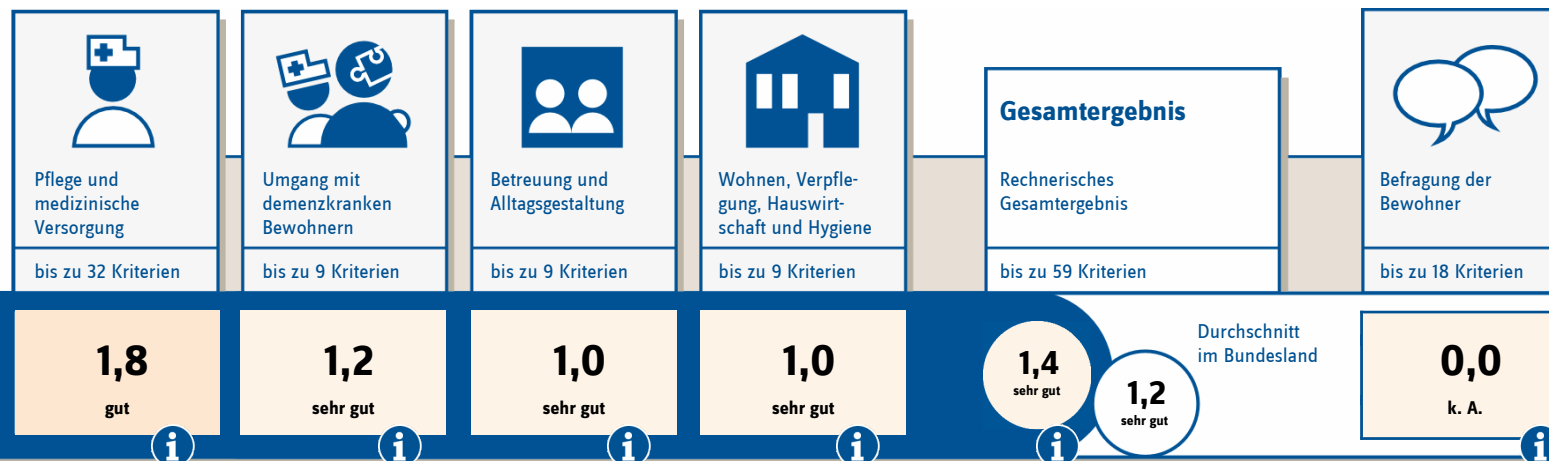 Pflege und
medizinische
Versorgung
bis zu 32 Kriterien
1,8
gut
i
Umgang mit
demenzkranken
Bewohnern
bis zu 9 Kriterien
1,2
sehr gut
i
Betreuung und
Alltagsgestaltung
bis zu 9 Kriterien
1,0
sehr gut
i
Wohnen, Verpfle-
gung, Hauswirt-
schaft und Hygiene
bis zu 9 Kriterien
1,0
sehr gut
i
Gesamtergebnis
Rechnerisches
Gesamtergebnis
bis zu 59 Kriterien
1,4
sehr gut
i
Durchschnitt
im Bundesland
1,2
sehr gut
Befragung der
Bewohner
bis zu 18 Kriterien
0,0
k. A.
i